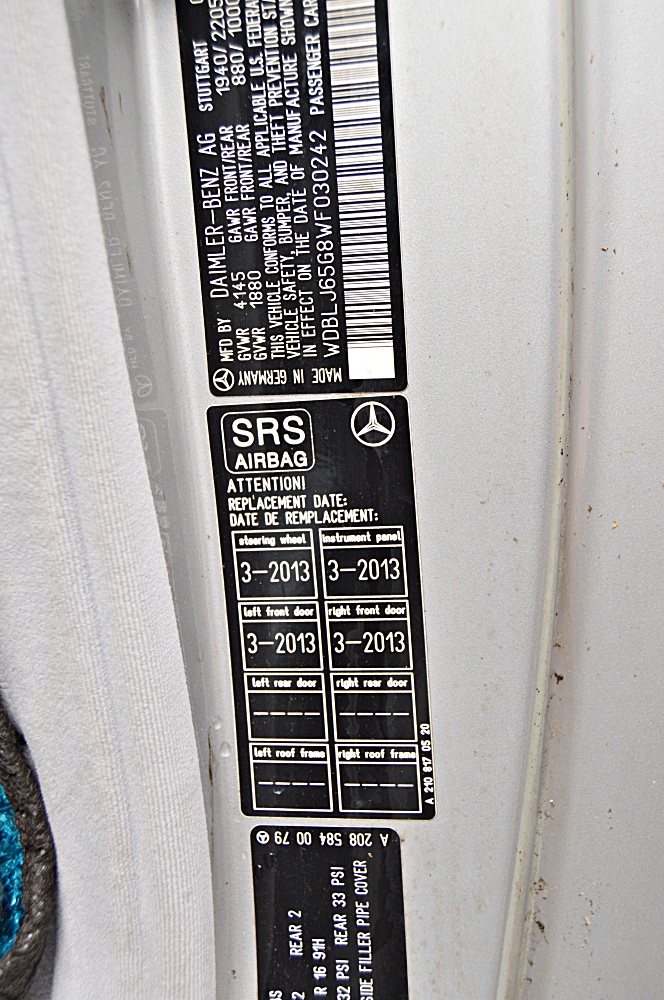 MFD BY DAIMLER-BENZ AG STUTTGART
GVWR 4145 GAWR FRONT/REAR 1940/2205
GVWR 1880 GAWR FRONT/REAR 880/1000
THIS VEHICLE CONFORMS TO ALL APPLICABLE U.S. FEDERAL
VEHICLE SAFETY, BUMPER, AND THEFT PREVENTION
IN EFFECT ON THE DATE OF MANUFACTURE SHOWN
WDBLJ65G8WF030242 PASSENGER CAR
MADE IN GERMANY
SRS
AIRBAG
ATTENTION!
REPLACEMENT DATE:
DATE DE REMPLACEMENT:
steering wheel instrument panel
3-2013 3-2013
left front door right front door
3-2013 3-2013
left rear door right rear door
---- ----
left roof frame right roof frame
---- ----
A 210 817 05 20
A 208 584 00 79
REAR 2
R 16 91H
32 PSI REAR 33 PSI
SIDE FILLER PIPE COVER